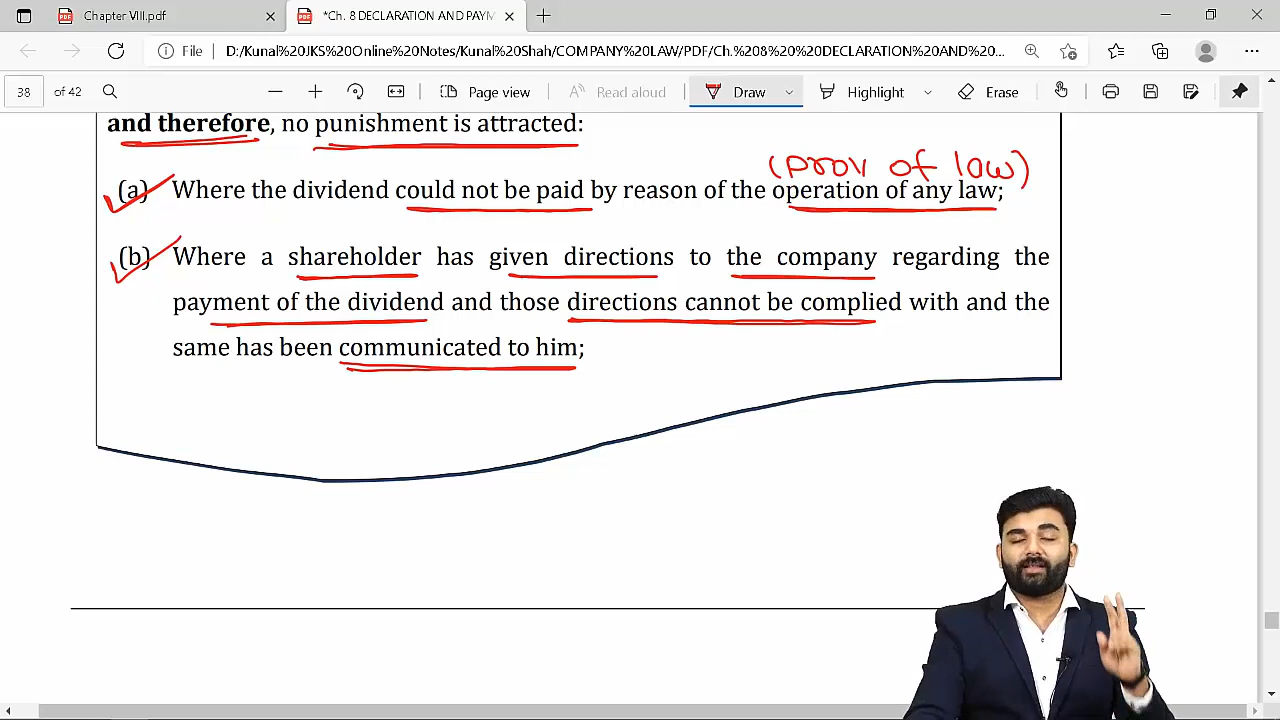 Chapter VIII.pdf
*Ch. 8 DECLARATION AND PAYM
File
D:/Kunal%20JKS%20Online%20Notes/Kunal%20Shah/COMPANY%20LAW/PDF/Ch.%208%20%20DECLARATION%20AND%20...
38 of 42
Page view
Read aloud
Draw
Highlight
Erase
and therefore, no punishment is attracted:
(prov of law)
(a) Where the dividend could not be paid by reason of the operation of any law;
(b) Where a shareholder has given directions to the company regarding the
payment of the dividend and those directions cannot be complied with and the
same has been communicated to him;